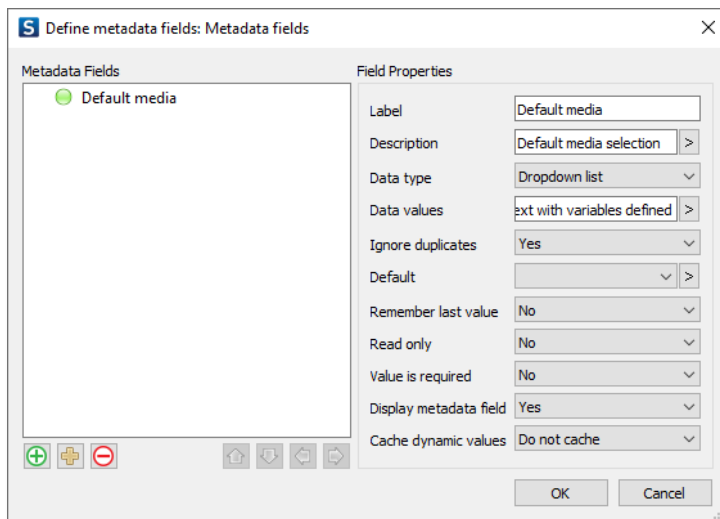 S Define metadata fields: Metadata fields
Metadata Fields
Default media
Field Properties
Label Default media
Description Default media selection >
Data type Dropdown list
Data values ext with variables defined >
Ignore duplicates Yes
Default >
Remember last value No
Read only No
Value is required No
Display metadata field Yes
Cache dynamic values Do not cache
OK Cancel